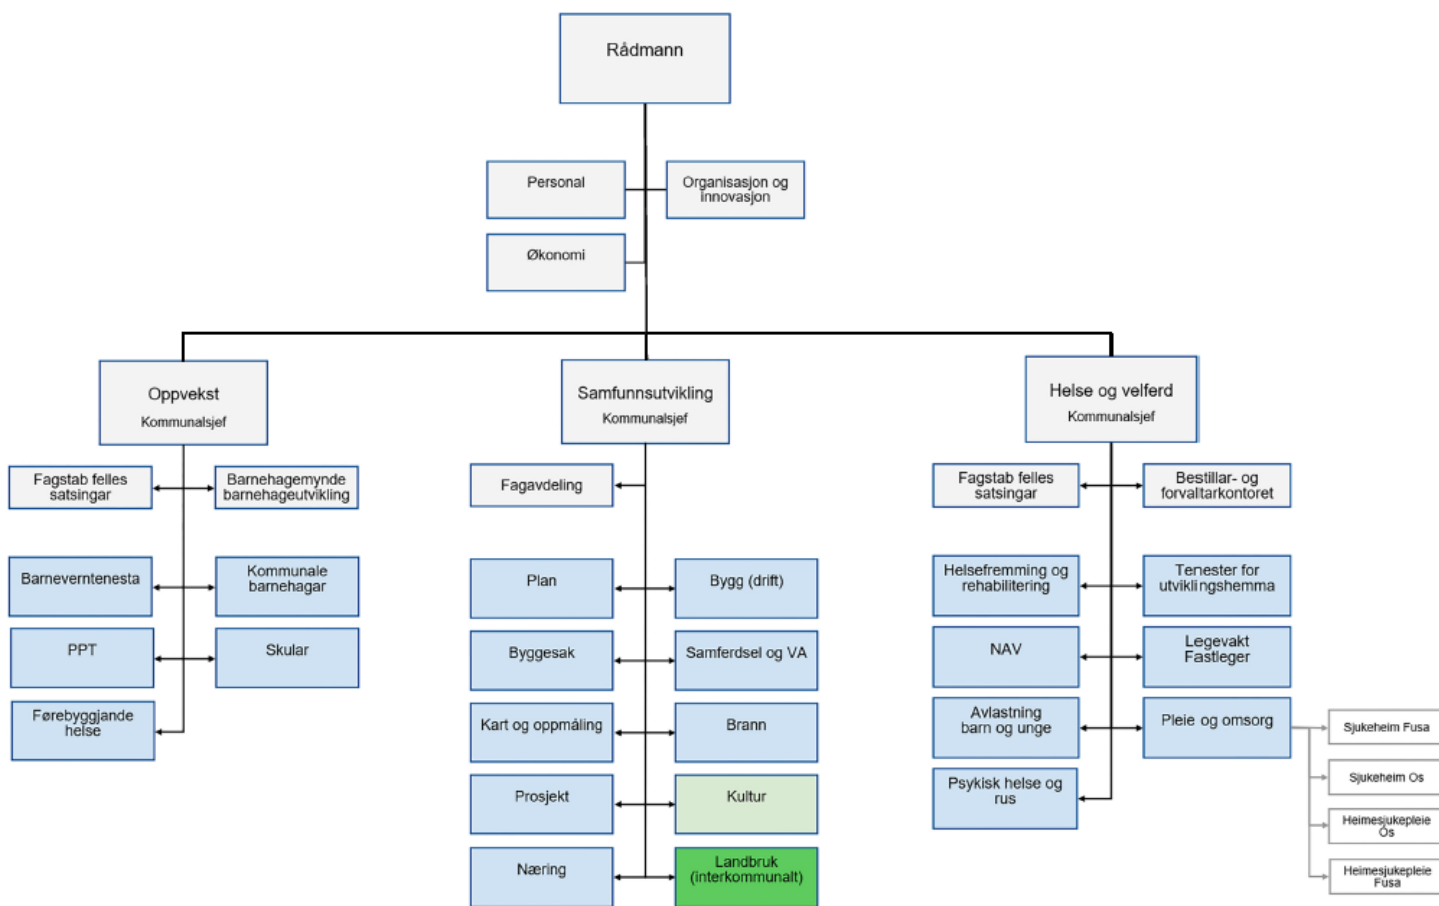 Rådmann
Personal
Organisasjon og
innovasjon
Økonomi
Oppvekst
Kommunalsjef
Samfunnsutvikling
Kommunalsjef
Helse og velferd
Kommunalsjef
Fagstab felles
satsingar
Barnehagemynde
barnehageutvikling
Barneverntenesta
Kommunale
barnehagar
PPT
Skular
Førebyggjande
helse
Fagavdeling
Plan
Bygg (drift)
Byggesak
Samferdsel og VA
Kart og oppmåling
Brann
Prosjekt
Kultur
Næring
Landbruk
(interkommunalt)
Fagstab felles
satsingar
Bestillar- og
forvaltarkontoret
Helsefremming og
rehabilitering
Tenester for
utviklingshemma
NAV
Legevakt
Fastleger
Avlastning
barn og unge
Pleie og omsorg
Psykisk helse og
rus
Sjukeheim Fusa
Sjukeheim Os
Heimesjukepleie
Os
Heimesjukepleie
Fusa